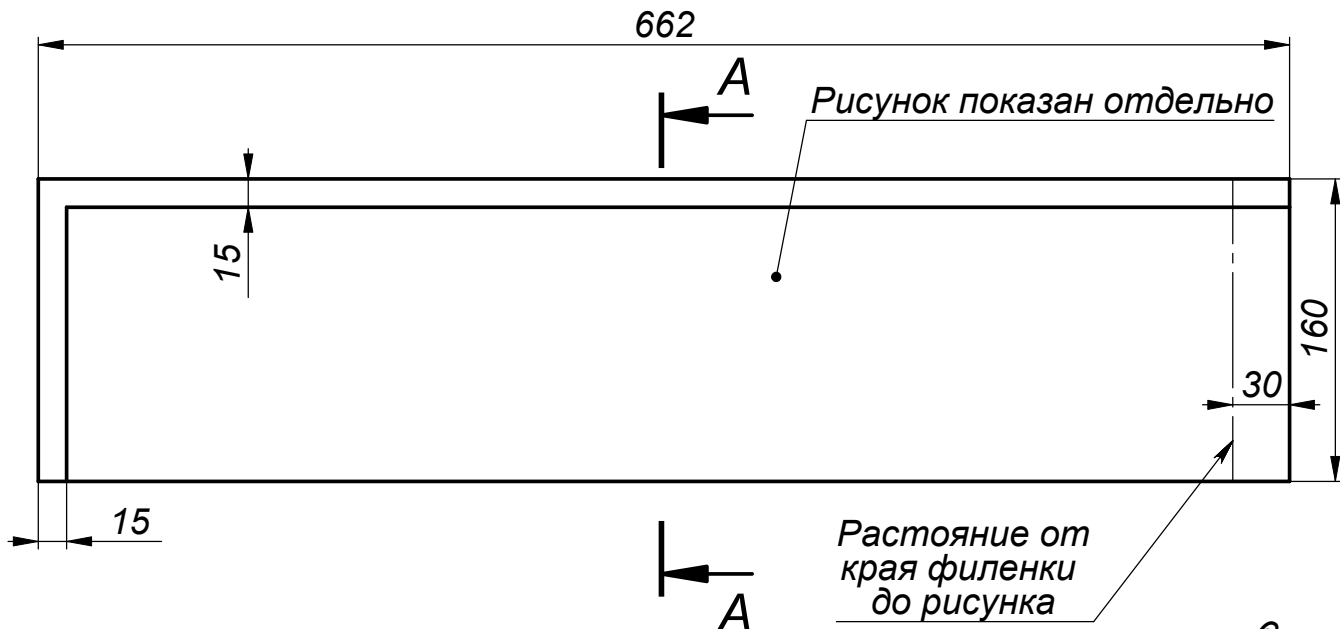 662
A
Рисунок показан отдельно
15
160
30
15
Растояние от
края филенки
до рисунка
A